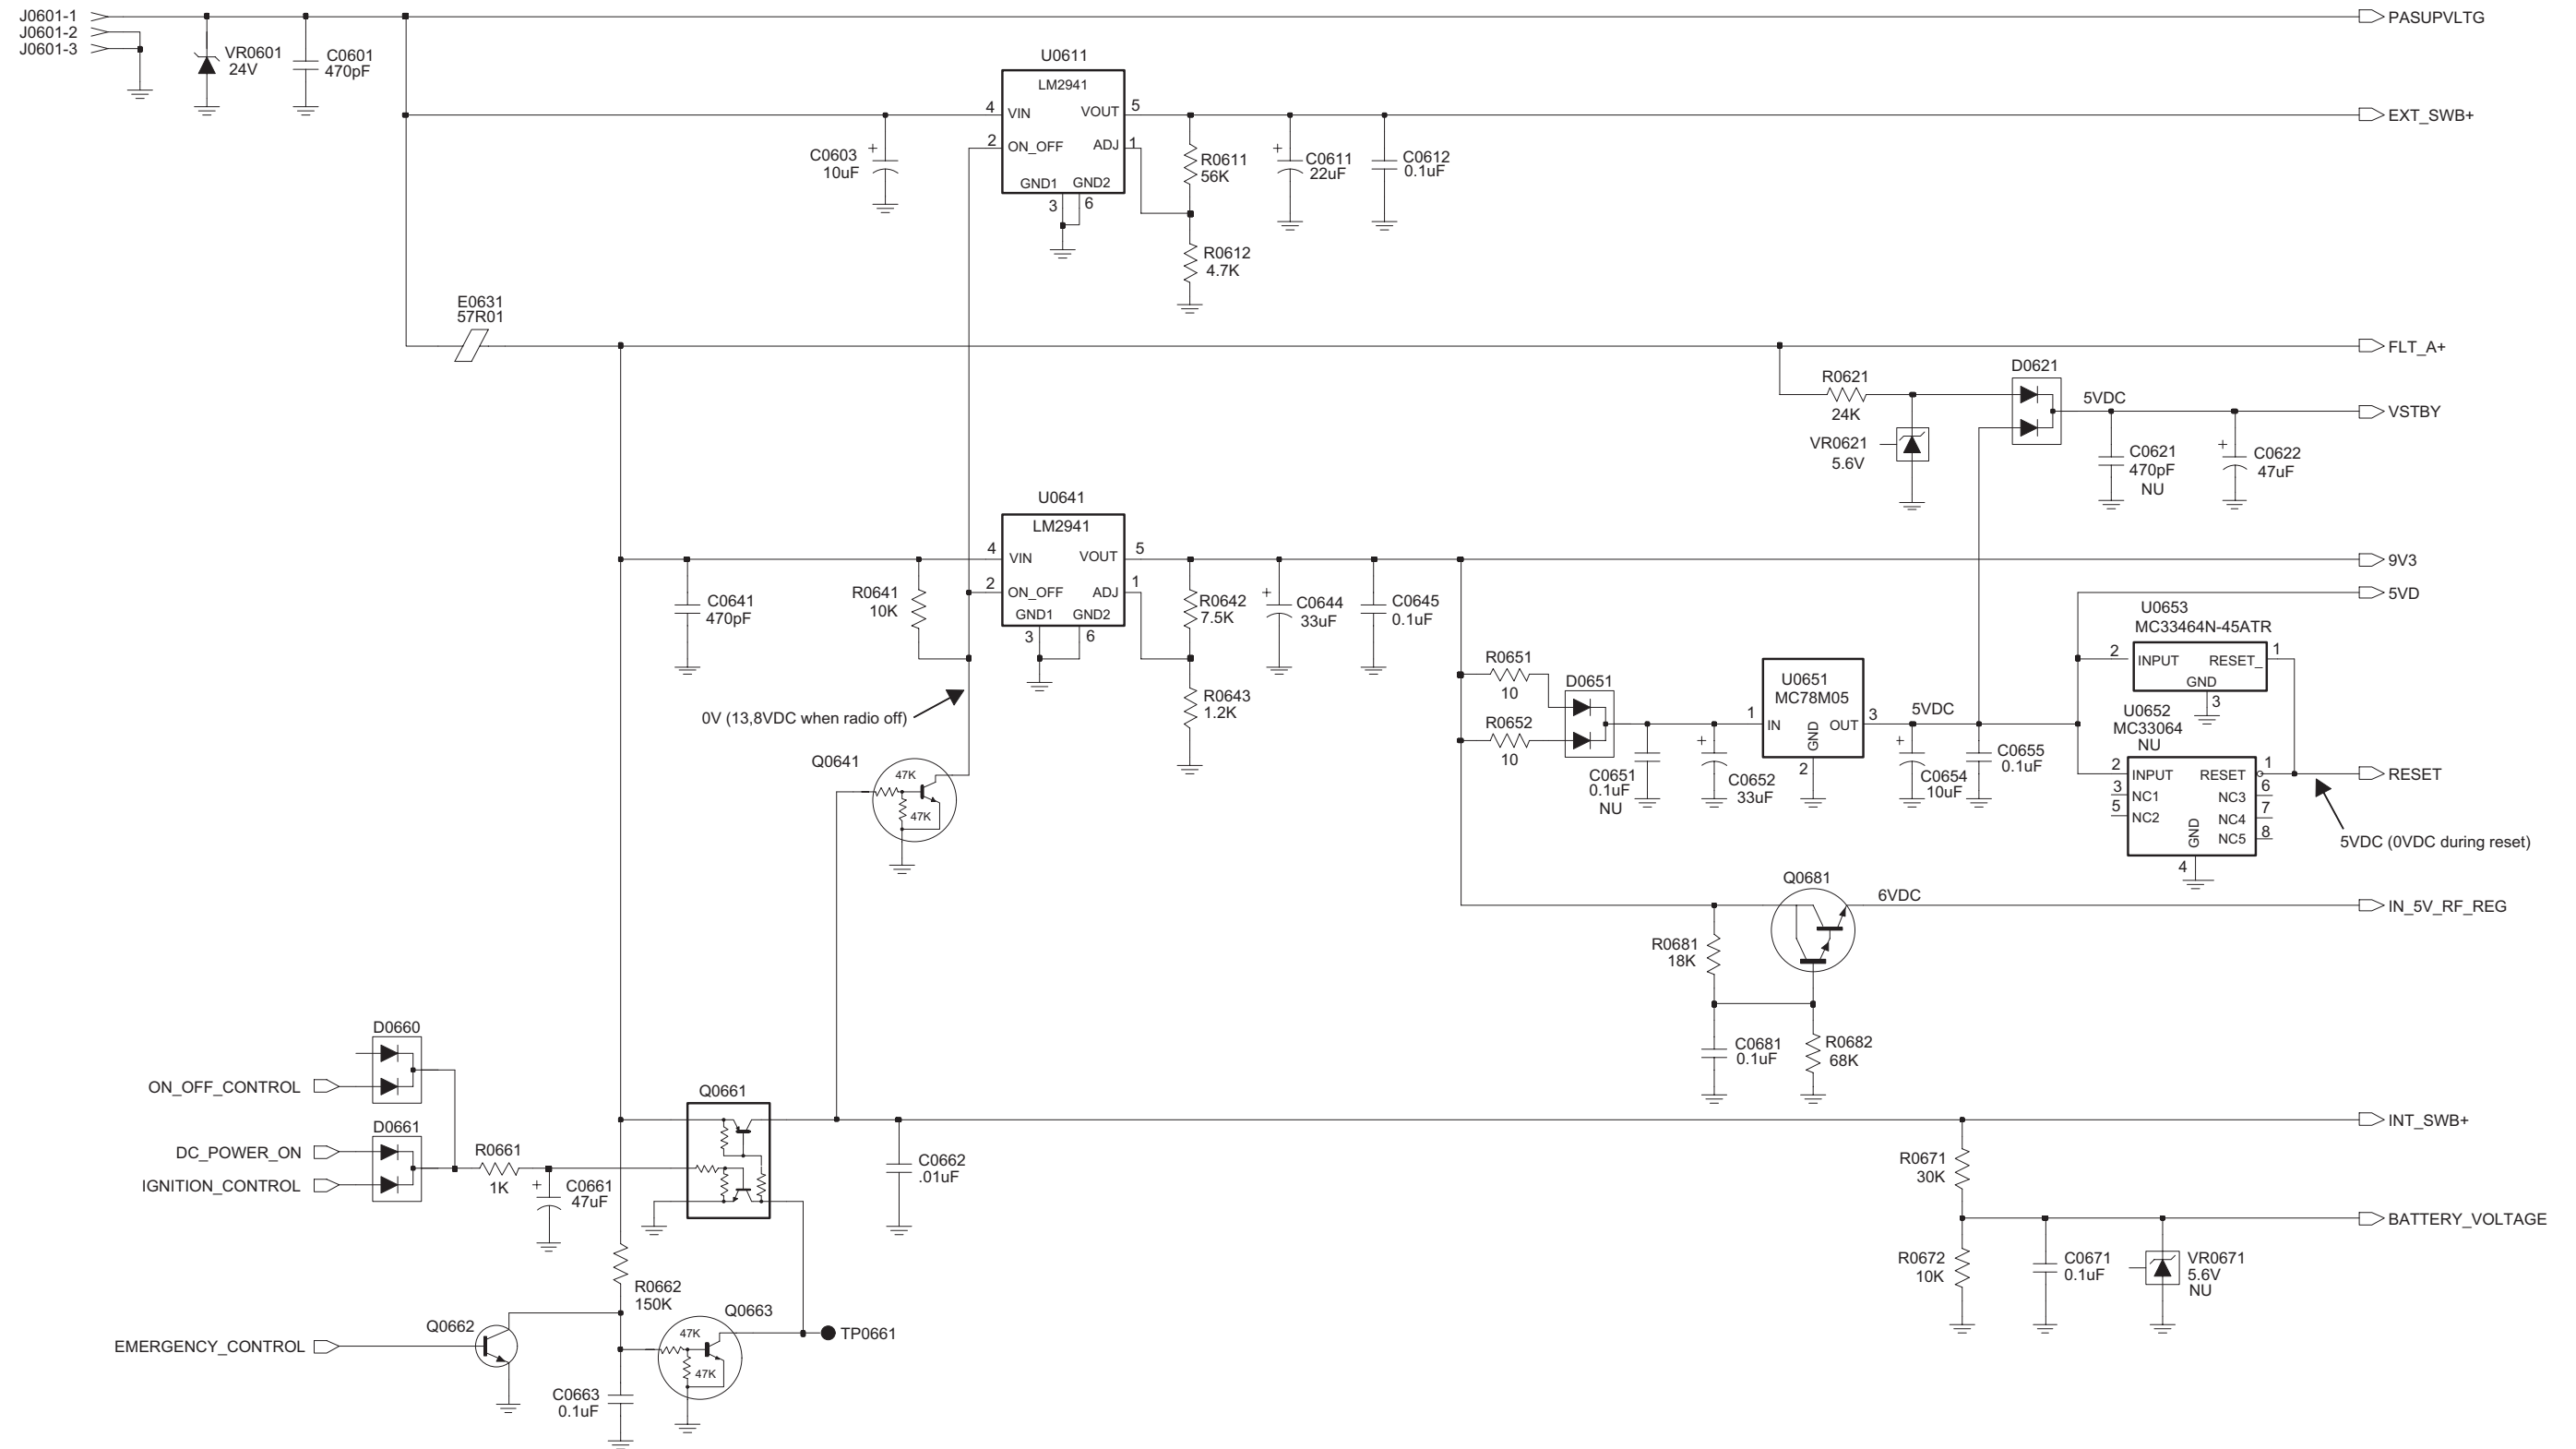 J0601-1
J0601-2
J0601-3
VR0601
24V
C0601
470pF
PASUPVLTG
U0611
LM2941
4
VIN
VOUT
5
2
ON_OFF
ADJ
1
GND1
GND2
3
6
C0603
+
10uF
R0611
56K
R0612
4.7K
+
C0611
22uF
C0612
0.1uF
EXT_SWB+
E0631
57R01
FLT_A+
R0621
24K
VR0621
5.6V
D0621
5VDC
VSTBY
C0621
470pF
NU
+
C0622
47uF
U0641
LM2941
4
VIN
VOUT
5
2
ON_OFF
ADJ
1
GND1
GND2
3
6
C0641
470pF
R0641
10K
R0642
7.5K
R0643
1.2K
+
C0644
33uF
C0645
0.1uF
9V3
5VD
0V (13,8VDC when radio off)
Q0641
47K
47K
R0651
10
R0652
10
D0651
C0651
0.1uF
NU
+
C0652
33uF
U0651
MC78M05
1
IN
OUT
3
GND
2
5VDC
+
C0654
10uF
C0655
0.1uF
U0653
MC33464N-45ATR
2
INPUT
RESET_
1
GND
3
U0652
MC33064
NU
2
INPUT
RESET
1
3
NC1
6
NC3
5
NC2
7
NC4
8
NC5
GND
4
RESET
5VDC (0VDC during reset)
Q0681
6VDC
IN_5V_RF_REG
R0681
18K
C0681
0.1uF
R0682
68K
D0660
ON_OFF_CONTROL
D0661
DC_POWER_ON
IGNITION_CONTROL
R0661
1K
+
C0661
47uF
Q0661
C0662
.01uF
INT_SWB+
R0671
30K
R0672
10K
BATTERY_VOLTAGE
C0671
0.1uF
VR0671
5.6V
NU
R0662
150K
Q0662
EMERGENCY_CONTROL
Q0663
47K
47K
TP0661
C0663
0.1uF